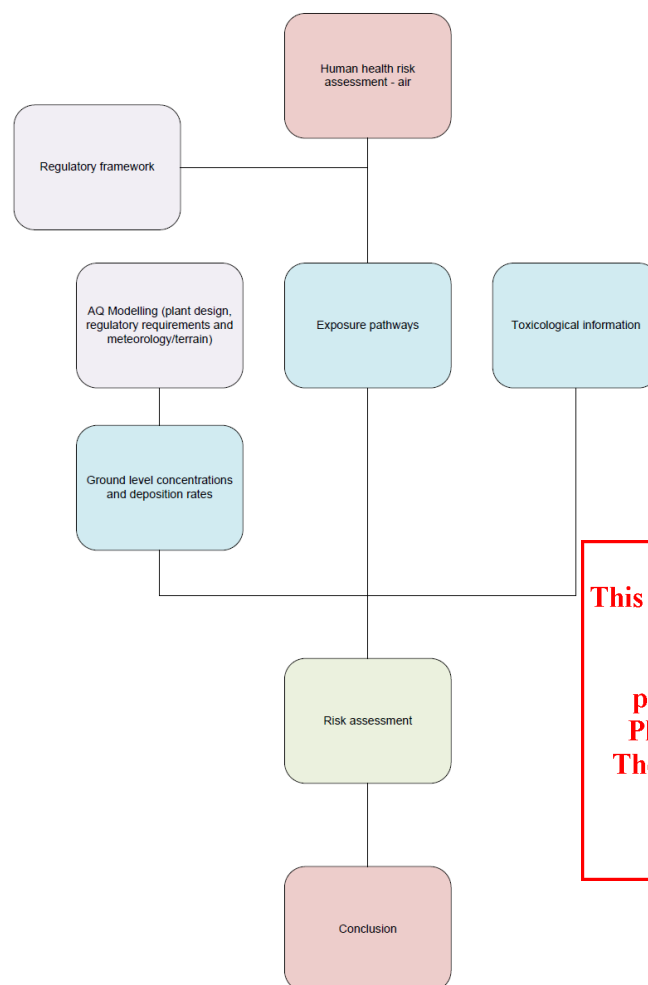 Human health risk
assessment - air
Regulatory framework
AQ Modelling (plant design,
regulatory requirements and
meteorology/terrain)
Exposure pathways
Toxicological information
Ground level concentrations
and deposition rates
This
Risk assessment
Conclusion